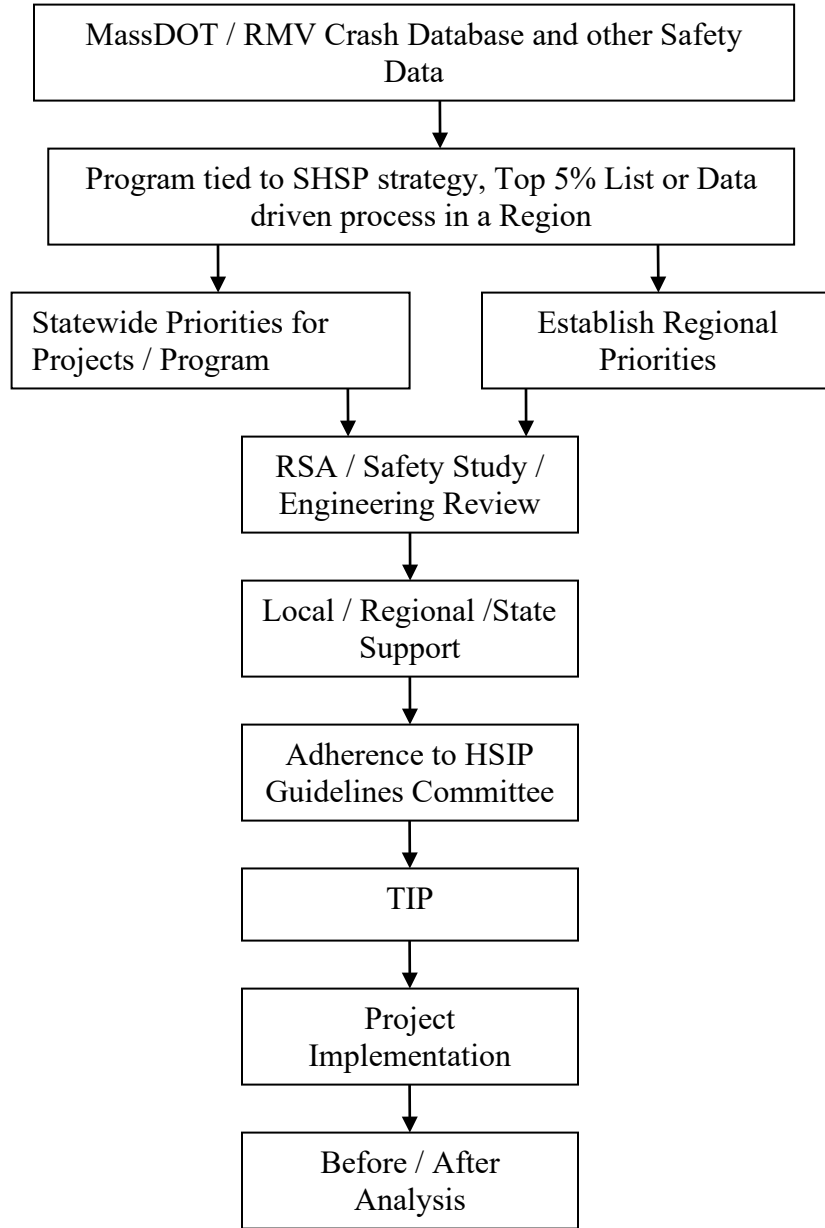 MassDOT / RMV Crash Database and other Safety
Data
Program tied to SHSP strategy, Top 5% List or Data
driven process in a Region
Statewide Priorities for
Projects / Program
Establish Regional
Priorities
RSA / Safety Study /
Engineering Review
Local / Regional /State
Support
Adherence to HSIP
Guidelines Committee
TIP
Project
Implementation
Before / After
Analysis